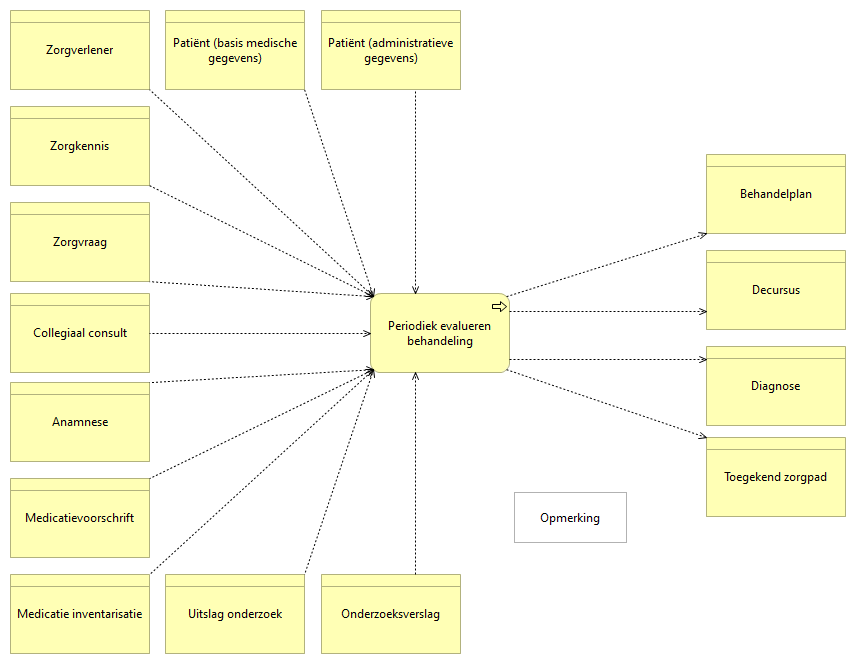 Zorgverlener
Patiënt (basis medische
gegevens)
Patiënt (administratieve
gegevens)
Zorgkennis
Zorgvraag
Collegiaal consult
Anamnese
Medicatievoorschrift
Medicatie inventarisatie
Uitslag onderzoek
Onderzoeksverslag
Periodiek evalueren
behandeling
Behandelplan
Decursus
Diagnose
Toegekend zorgpad
Opmerking